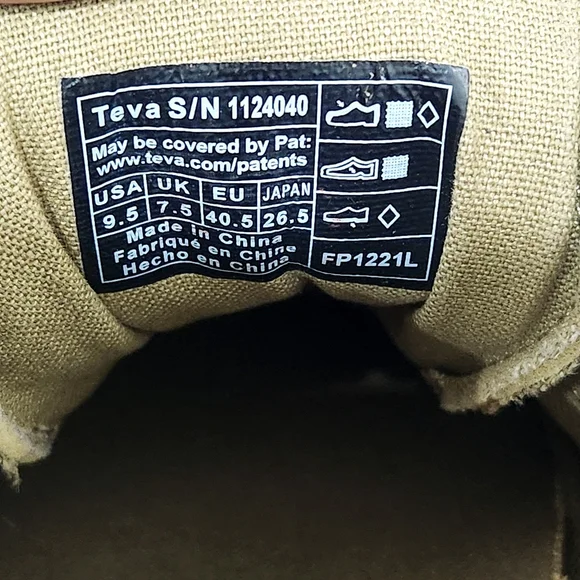 Teva S/N 1124040
May be covered by Pat:
www.teva.com/patents
USA UK EU JAPAN
9.5 7.5 40.5 26.5
Made in China
Fabriqué en Chine
Hecho en China
FP1221L